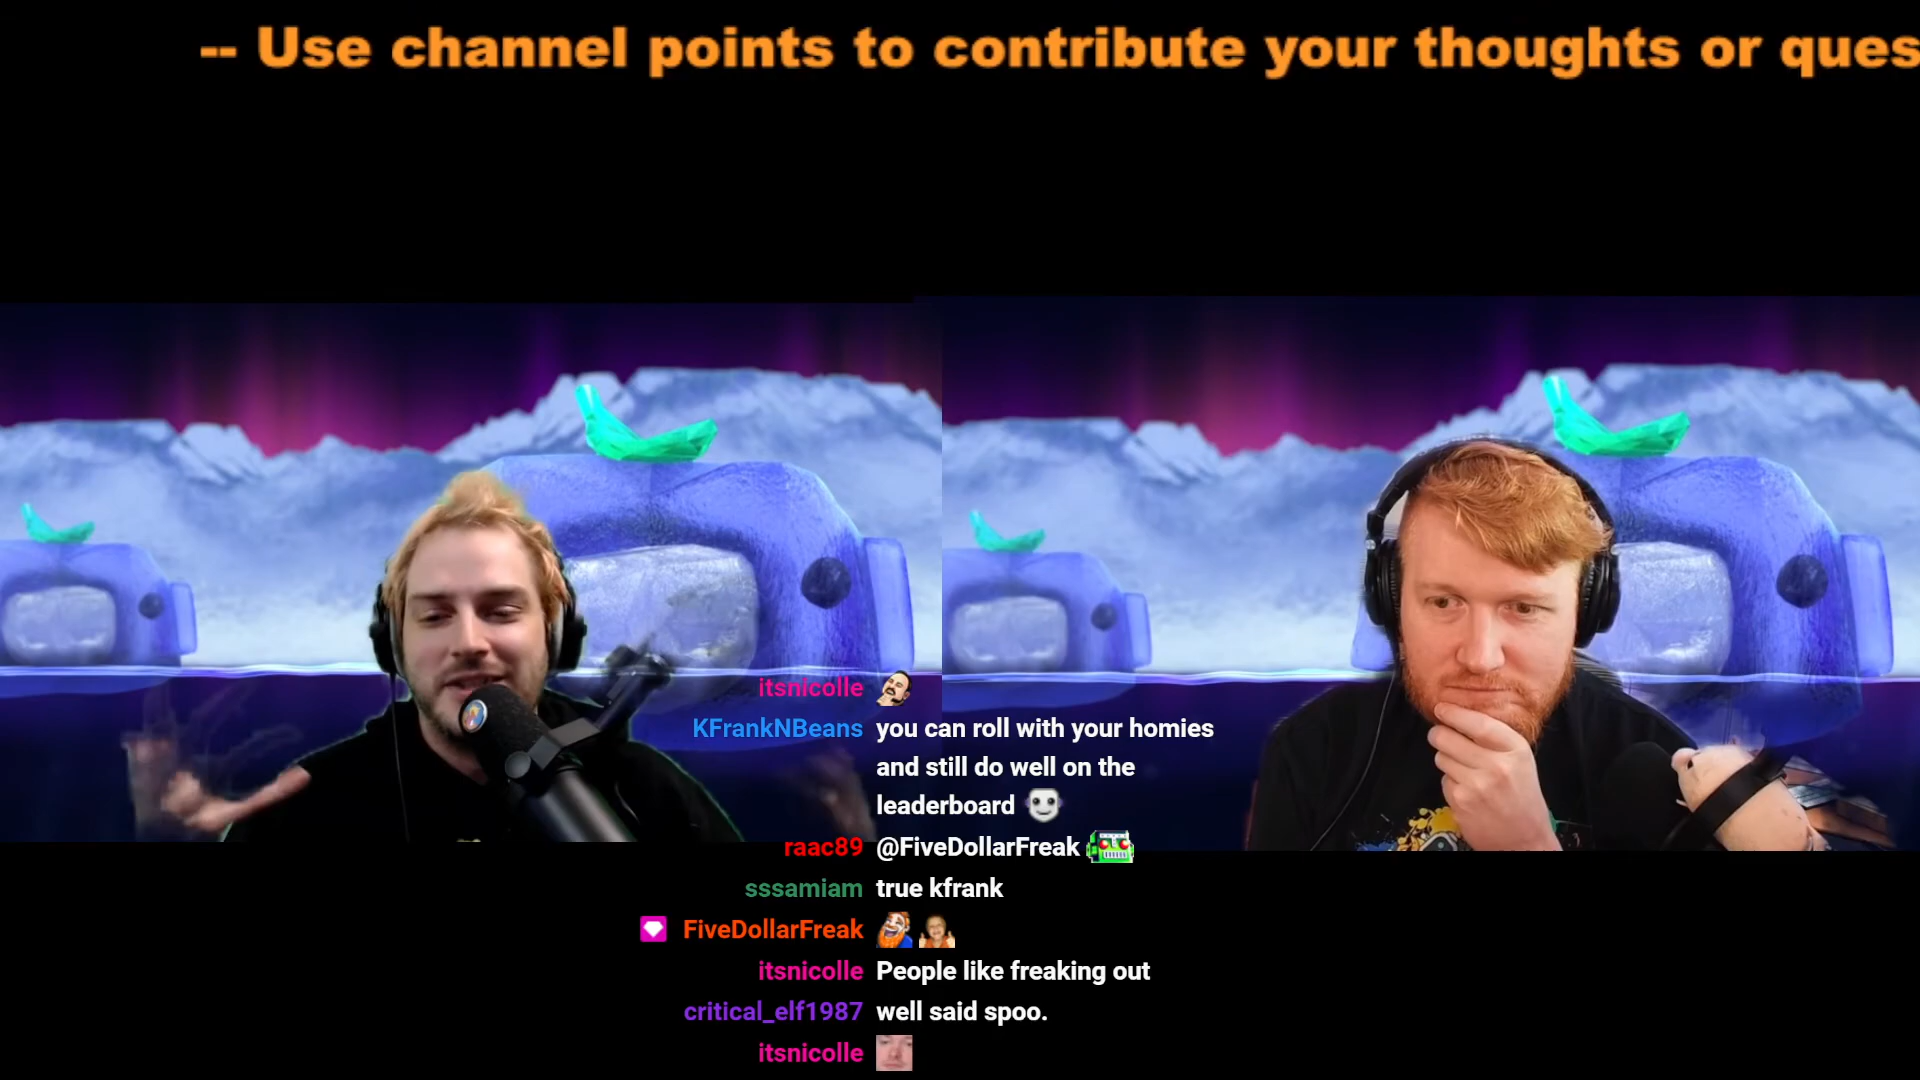 -- Use channel points to contribute your thoughts or ques
itsnicolle
KFrankNBeans you can roll with your homies
and still do well on the
leaderboard
raac89 @FiveDollarFreak
sssamiam true kfrank
FiveDollarFreak
itsnicolle People like freaking out
critical_elf1987 well said spoo.
itsnicolle